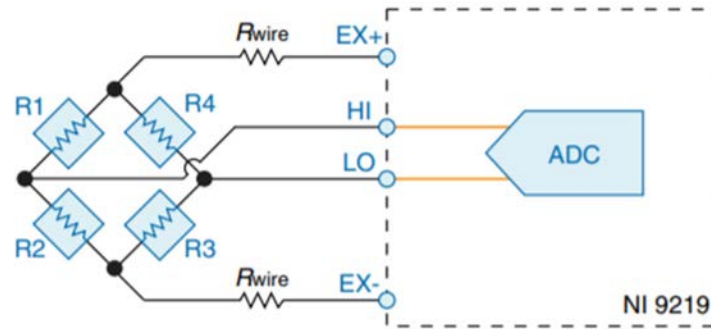 Rwire
EX+
R1
R4
HI
ADC
LO
R2
R3
Rwire
EX-
NI 9219